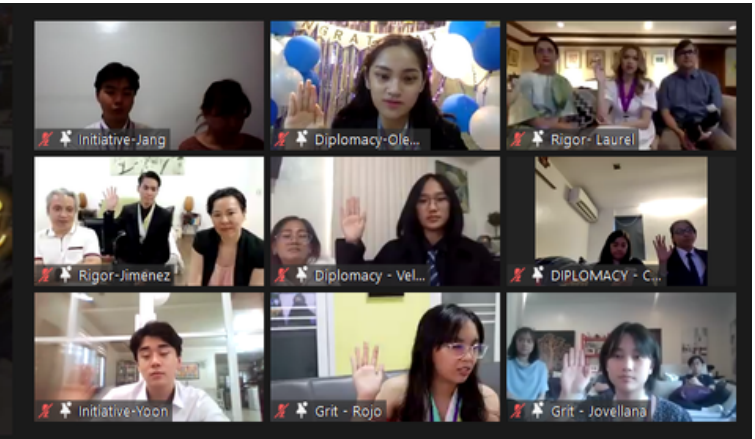 Initiative-Jang
Diplomacy-Ole...
Rigor- Laurel
Rigor-Jimenez
Diplomacy - Vel...
DIPLOMACY - C...
Initiative-Yoon
Grit - Rojo
Grit - Jovellana